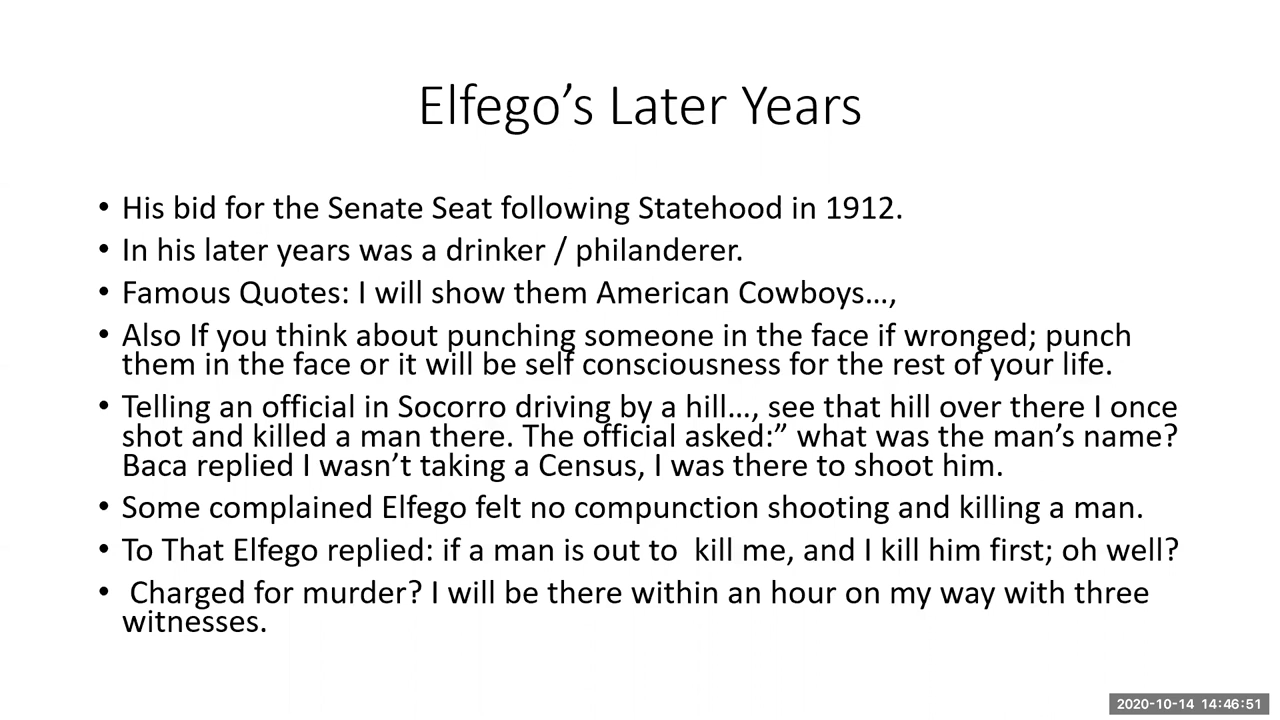 Elfego’s Later Years
• His bid for the Senate Seat following Statehood in 1912.
• In his later years was a drinker / philanderer.
• Famous Quotes: I will show them American Cowboys…,
• Also If you think about punching someone in the face if wronged; punch
them in the face or it will be self consciousness for the rest of your life.
• Telling an official in Socorro driving by a hill…, see that hill over there I once
shot and killed a man there. The official asked:” what was the man’s name?
Baca replied I wasn’t taking a Census, I was there to shoot him.
• Some complained Elfego felt no compunction shooting and killing a man.
• To That Elfego replied: if a man is out to  kill me, and I kill him first; oh well?
•  Charged for murder? I will be there within an hour on my way with three
witnesses.
2020-10-14 14:46:51